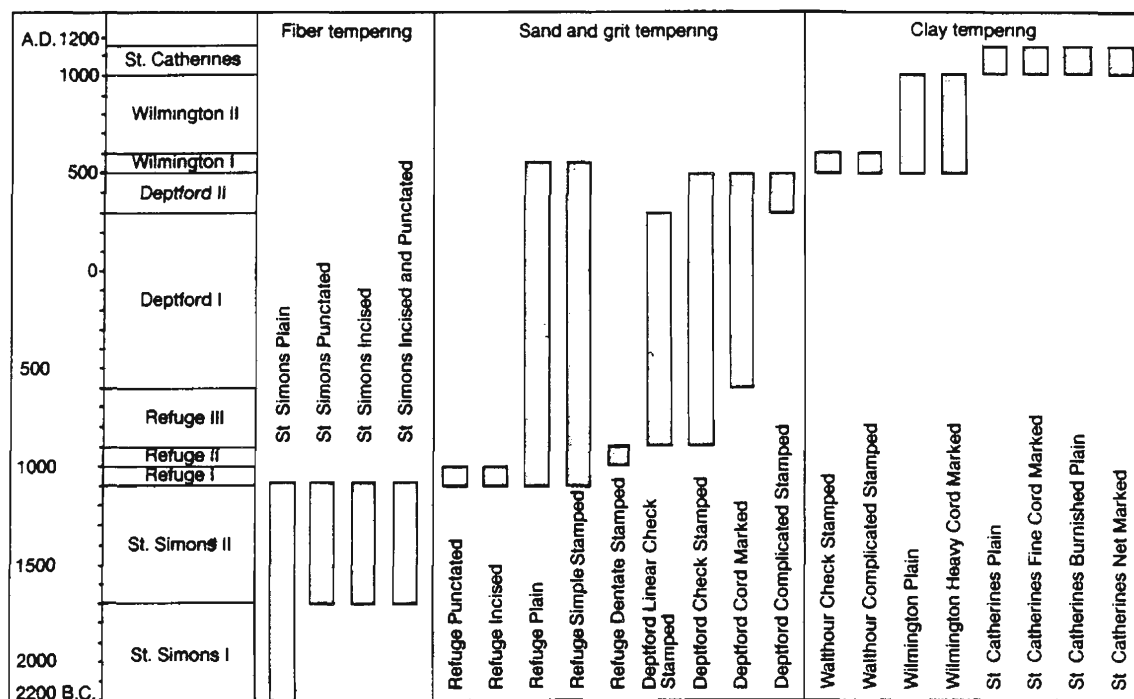 Fiber tempering
Sand and grit tempering
Clay tempering
A.D. 1200
1000
500
0
500
1000
1500
2000
2200 B.C.
St. Catherines
Wilmington II
Wilmington I
Deptford II
Deptford I
Refuge III
Refuge II
Refuge I
St. Simons II
St. Simons I
St Simons Plain
St Simons Punctated
St Simons Incised
St Simons Incised and Punctated
Refuge Punctated
Refuge Incised
Refuge Plain
Refuge Simple Stamped
Refuge Dentate Stamped
Deptford Linear Check
Stamped
Deptford Check Stamped
Deptford Cord Marked
Deptford Complicated Stamped
Walthour Check Stamped
Walthour Complicated Stamped
Wilmington Plain
Wilmington Heavy Cord Marked
St Catherines Plain
St Catherines Fine Cord Marked
St Catherines Burnished Plain
St Catherines Net Marked